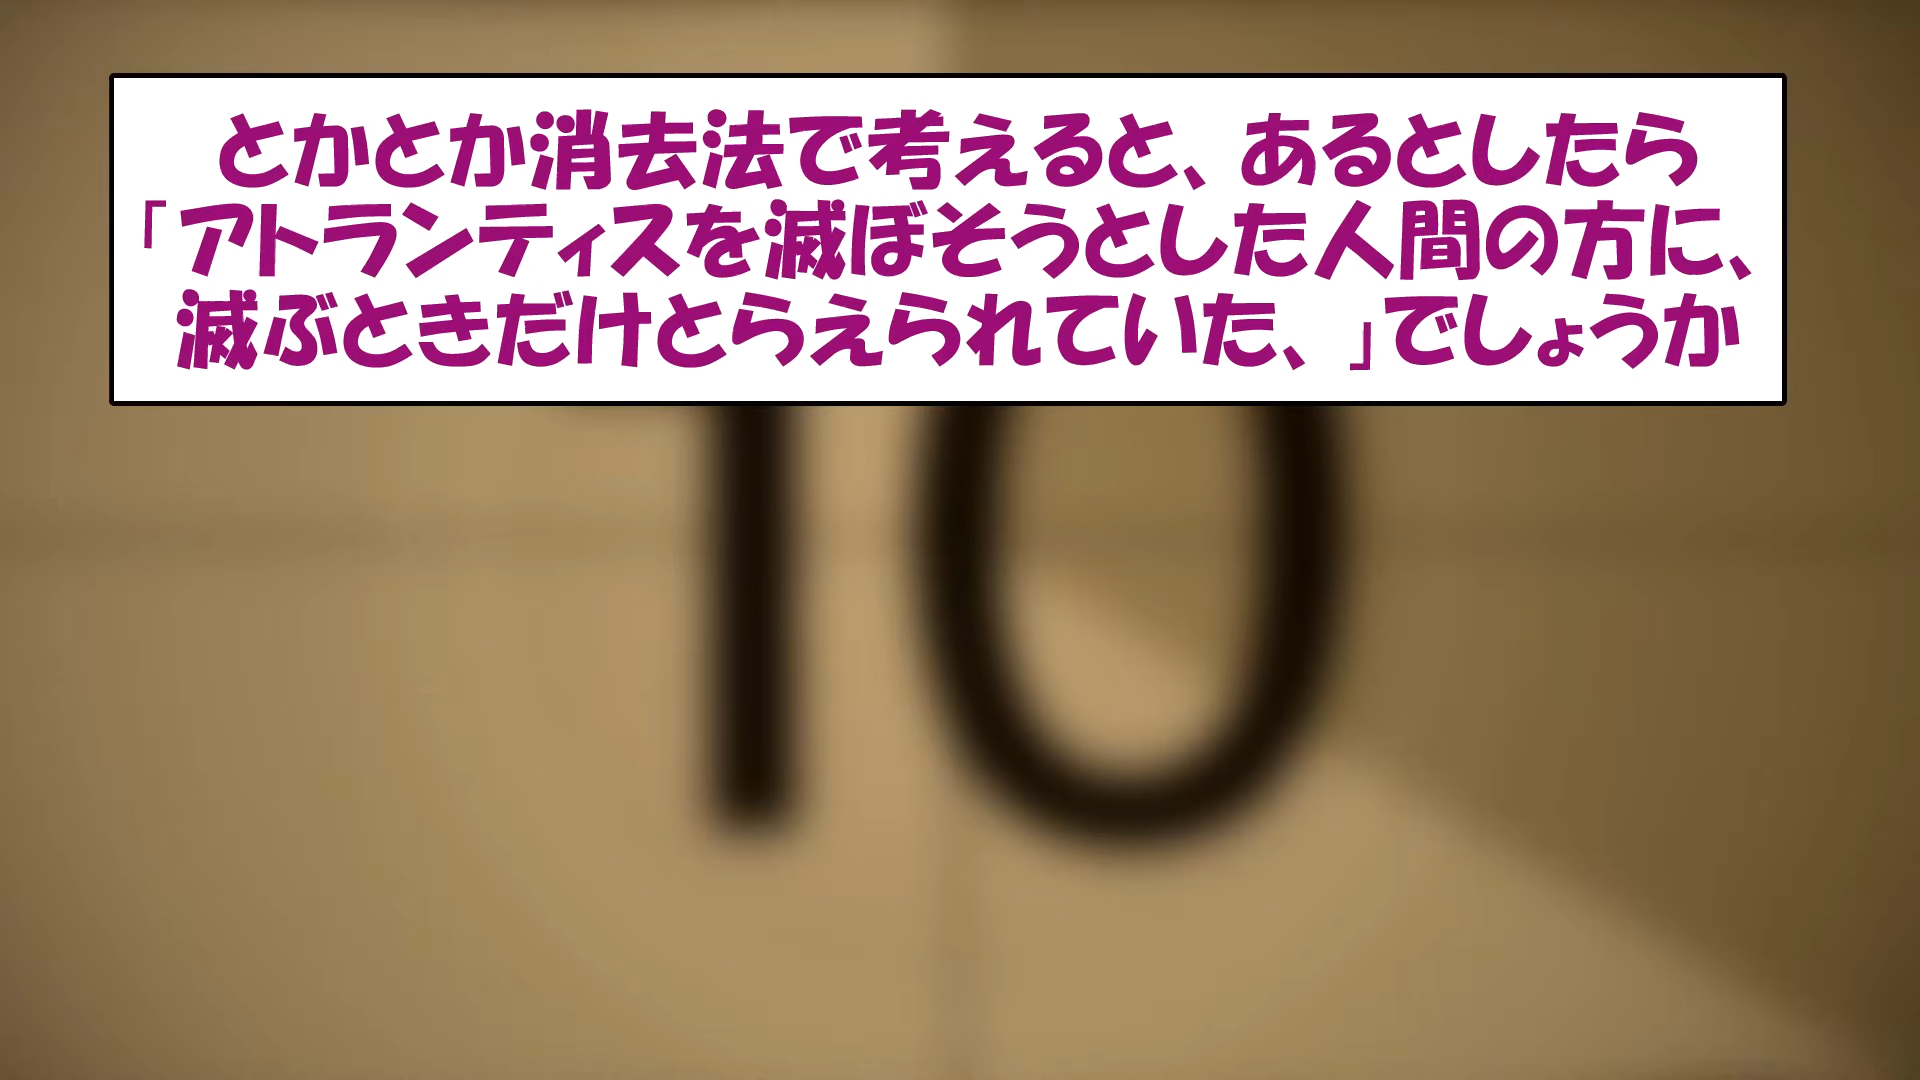 とかとか消去法で考えると、あるとしたら
「アトランティスを滅ぼそうとした人間の方に、
滅ぶときだけとらえられていた、」でしょうか
10